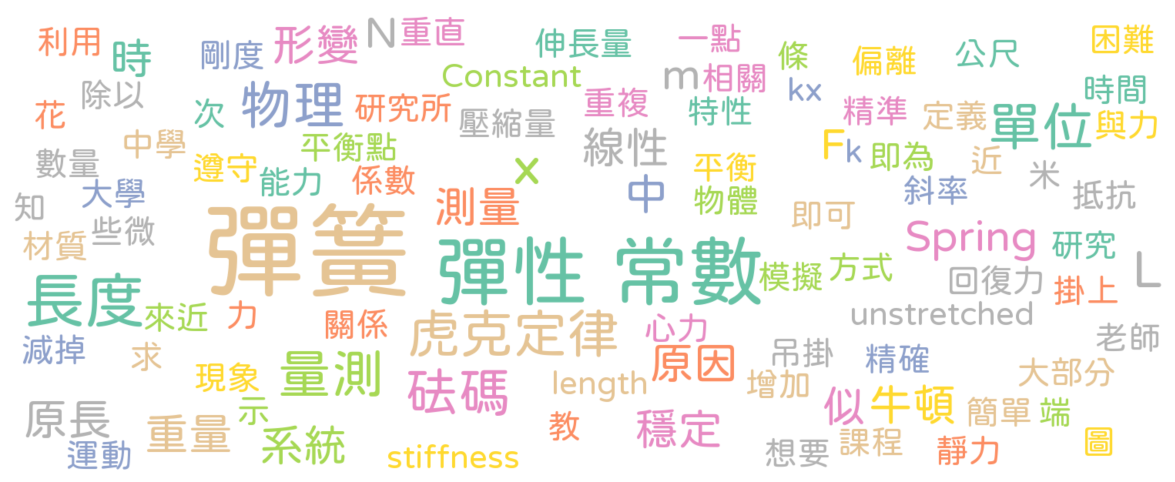 利用
時
剛度
形變
N
重直
伸長量
一點
條
偏離
公尺
困難
花
除以
次
物理
研究所
Constant
壓縮量
重複
m
相關
特性
kx
精準
定義
單位
時間
與力
數量
中學
遵守
平衡點
能力
係數
x
線性
平衡
中
物體
F
k
即為
近
斜率
米
抵抗
知
大學
材質
些微
彈簧
測量
彈性 常數
即可
Spring
研究
模擬
方式
回復力
掛上
L
長度
來近
力
關係
虎克定律
心力
unstretched
老師
減掉
求
現象
量測
砝碼
length
原因
吊掛
增加
精確
大部分
原長
運動
重量
示
系統
stiffness
教
穩定
想要
似
牛頓
課程
簡單
靜力
端
圖